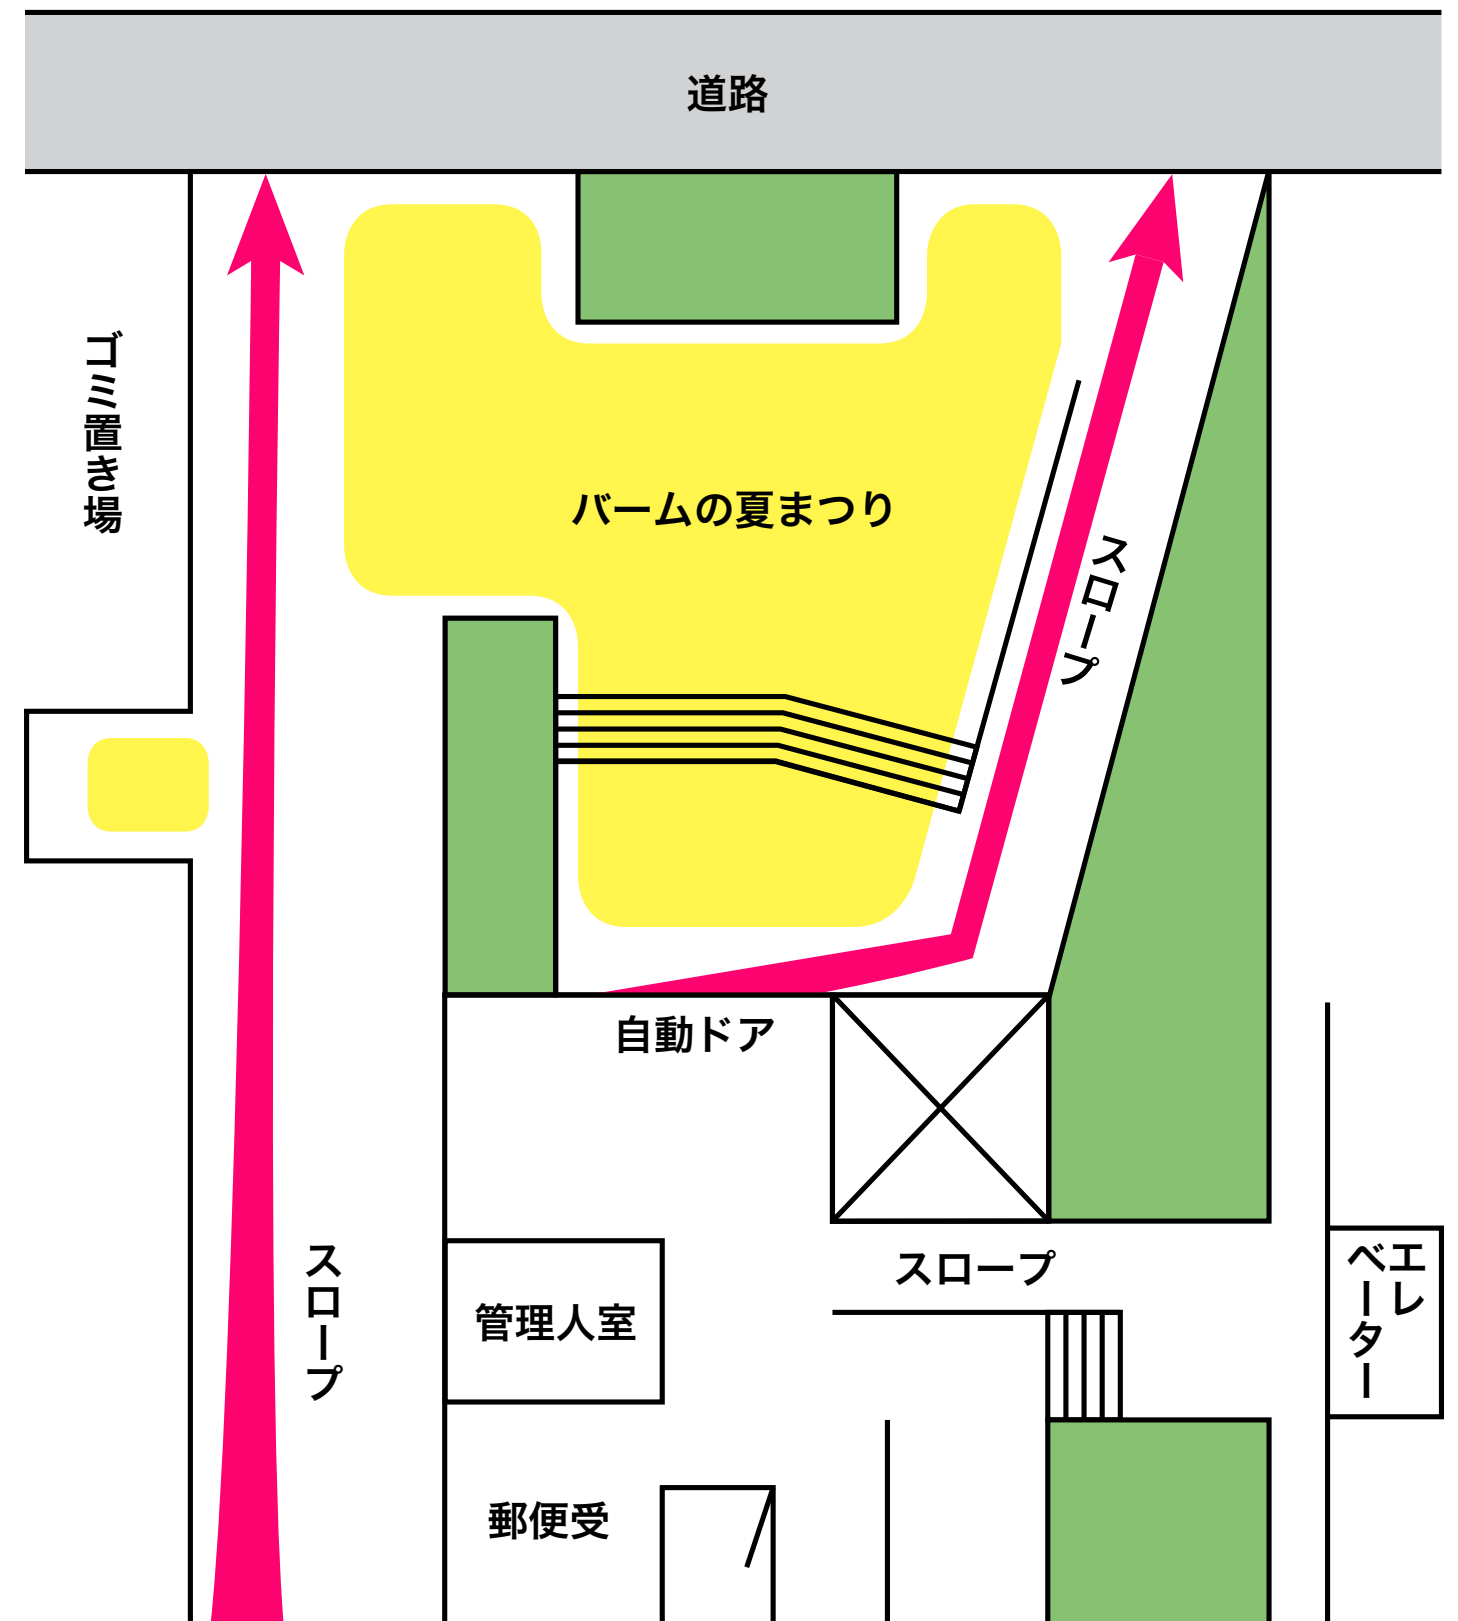 道路
ゴミ置き場
バームの夏まつり
スロープ
自動ドア
スロープ
スロープ
エレ
ベーター
管理人室
郵便受